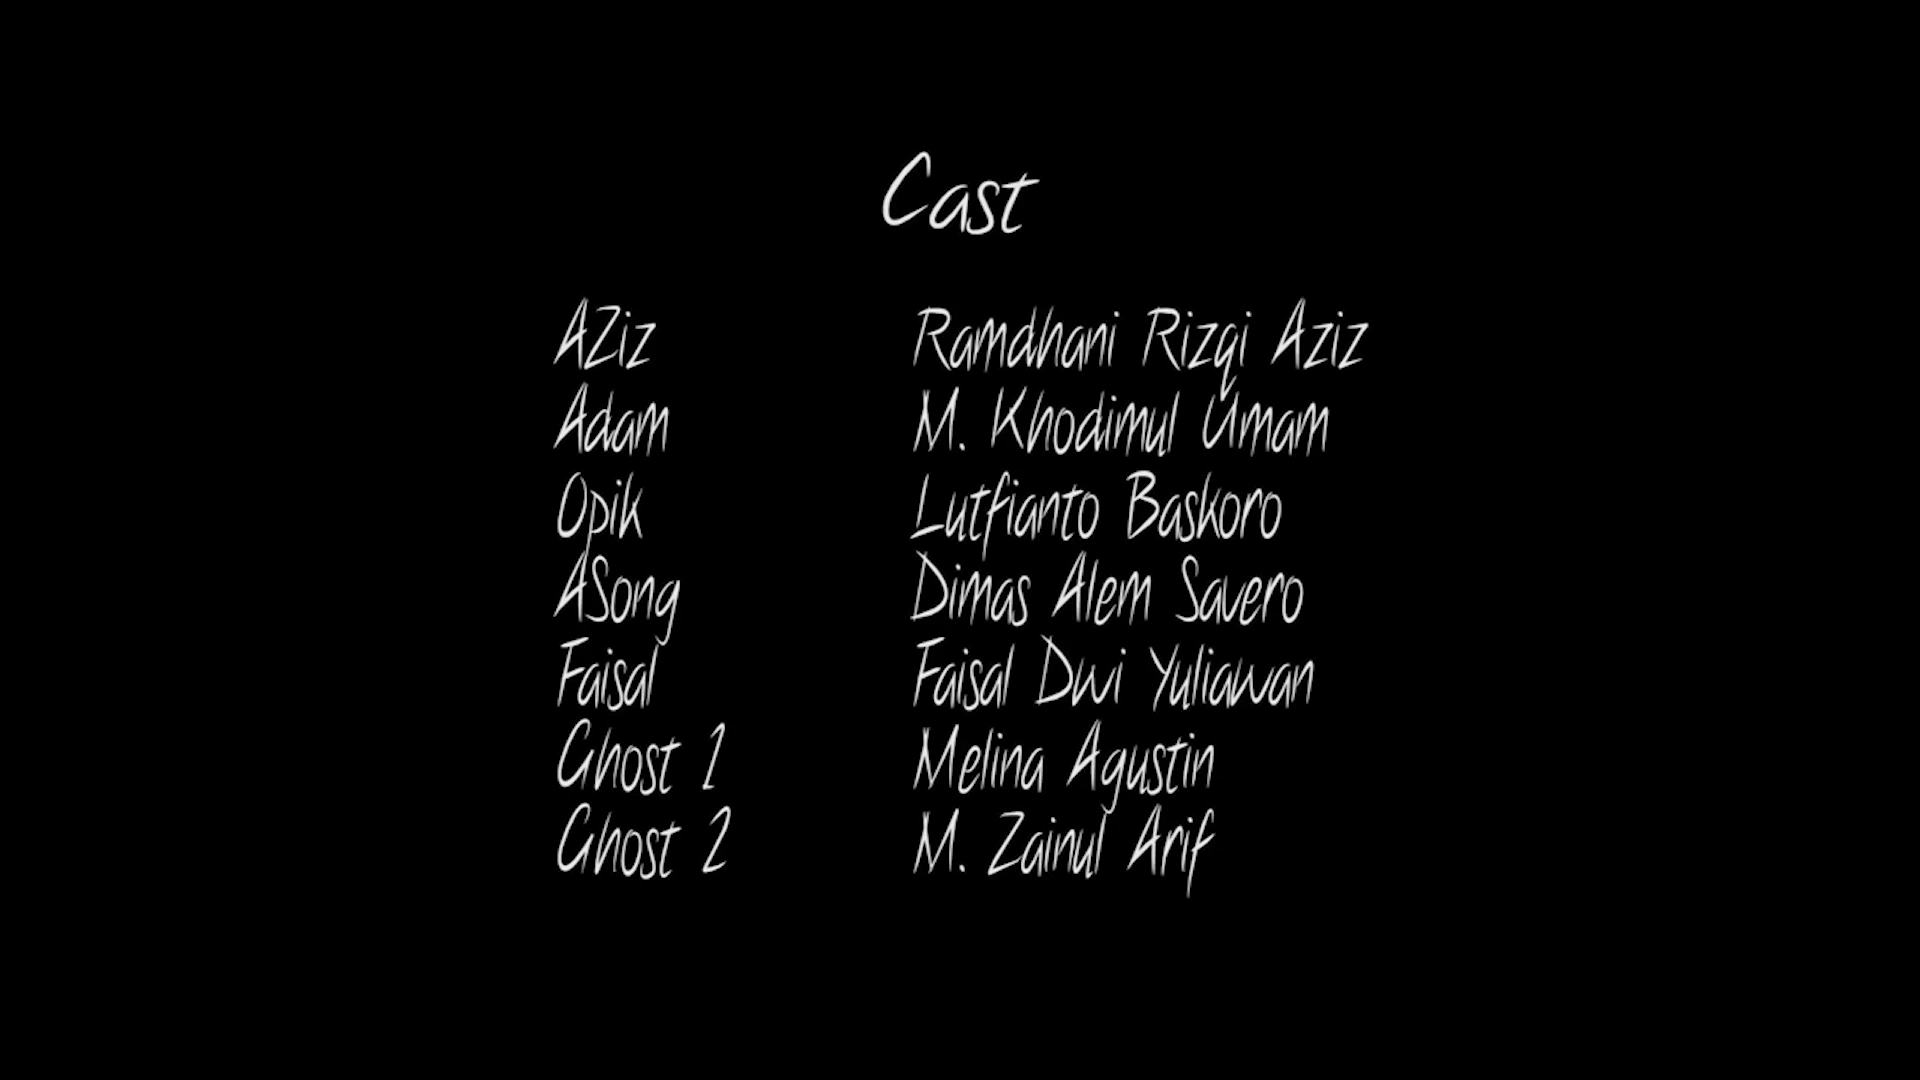 Cast
AZiz Ramdhani Rizqi Aziz
Adam M. Khodimul Umam
Opik Lutfianto Baskoro
ASong Dimas Alem Savero
Faisal Faisal Dwi Yuliawan
Ghost 1 Melina Agustin
Ghost 2 M. Zainul Arif